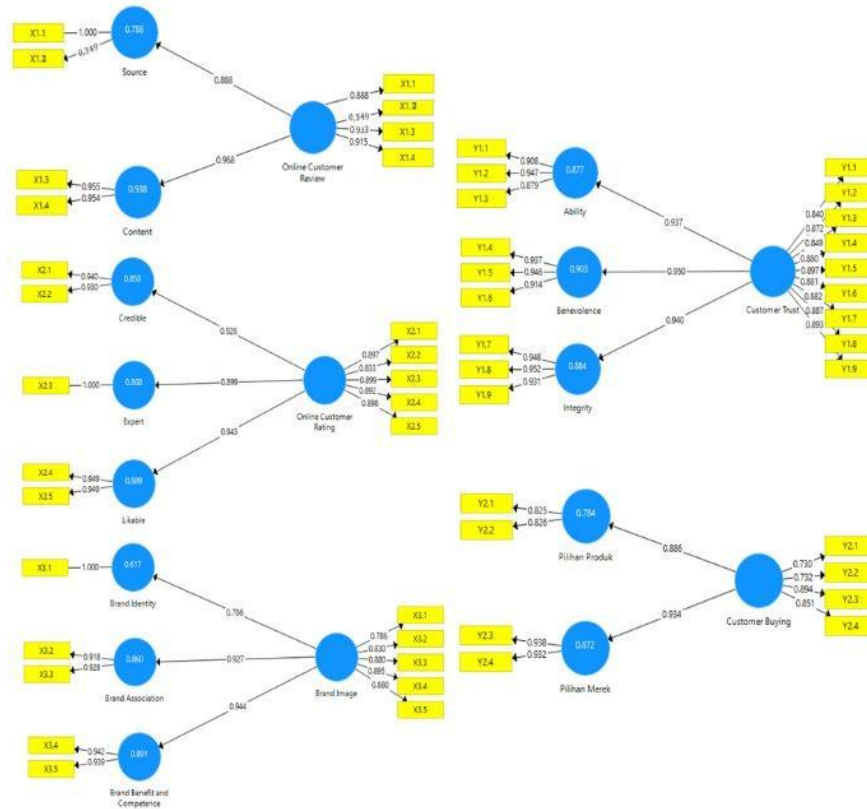 X1.1
1.000
0.788
X1.2
0.349
Source
0.888
X1.1
0.888
X1.2
0.349
X1.3
0.933
X1.4
0.915
Online Customer
Review
0.968
X1.3
0.955
0.938
X1.4
0.954
Content
X2.1
0.940
X2.2
0.930
Credible
0.926
X2.1
0.897
X2.2
0.833
X2.3
0.899
X2.4
0.892
X2.5
Online Customer
Rating
X2.3
1.000
0.808
0.899
Expert
0.943
X2.4
0.949
X2.5
Likable
X3.1
1.000
0.617
Brand Identity
0.786
X3.1
0.786
X3.2
0.830
X3.3
0.880
X3.4
X3.5
Brand Image
X3.2
0.918
0.860
X3.3
0.928
Brand Association
0.927
0.944
X3.4
0.942
X3.5
0.939
Brand Benefit and
Competence
Y1.1
0.908
0.877
Y1.2
0.947
Y1.3
0.879
Ability
0.937
Y1.1
0.840
Y1.2
0.872
Y1.3
0.849
Y1.4
0.880
Y1.5
0.897
Y1.6
0.881
Y1.7
0.882
Y1.8
0.887
Y1.9
0.893
Customer Trust
Y1.4
0.937
0.903
Y1.5
0.946
Y1.6
0.914
Benevolence
0.950
0.940
Y1.7
0.948
0.884
Y1.8
0.952
Y1.9
0.931
Integrity
Y2.1
0.825
0.784
Y2.2
0.826
Pilihan Produk
0.886
Y2.1
0.730
Y2.2
0.732
Y2.3
0.894
Y2.4
0.851
Customer Buying
Y2.3
0.938
0.872
Y2.4
0.932
Pilihan Merek
0.934